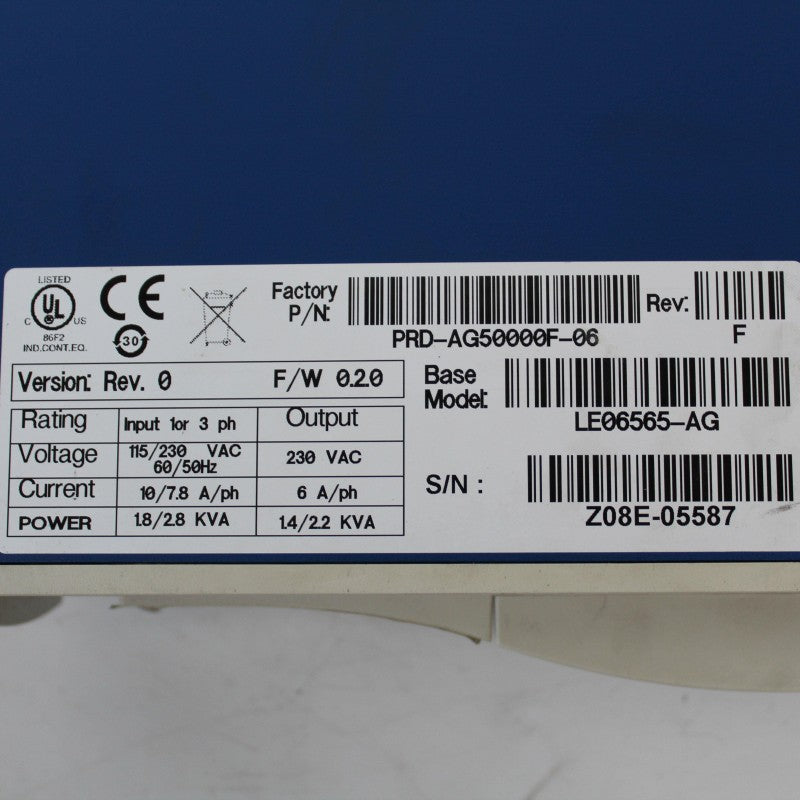 LISTED
UL
C US
86F2
IND.CONT.EQ.
CE
30
Factory
P/N:
PRD-AG50000F-06
Rev:
F
Version: Rev. 0 F/W 0.2.0
Base
Model:
LE06565-AG
Rating Input 1or 3 ph Output
Voltage 115/230 VAC 230 VAC
60/50Hz
Current 10/7.8 A/ph 6 A/ph
POWER 1.8/2.8 KVA 1.4/2.2 KVA
S/N :
Z08E-05587